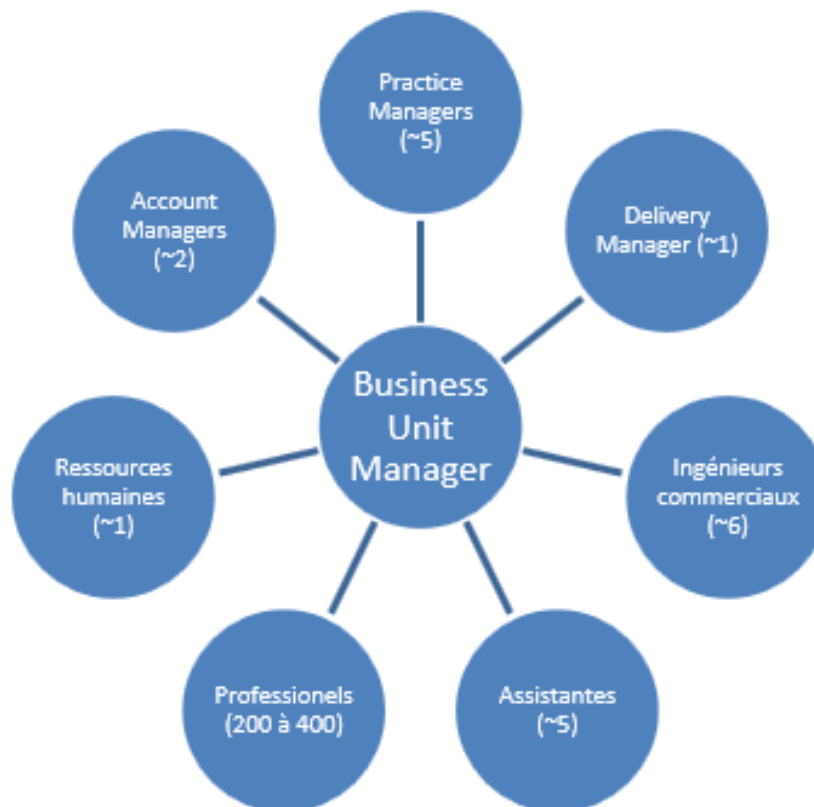 Practice
Managers
(~5)
Account
Managers
(~2)
Delivery
Manager (~1)
Business
Unit
Manager
Ressources
humaines
(~1)
Ingénieurs
commerciaux
(~6)
Professionels
(200 à 400)
Assistantes
(~5)